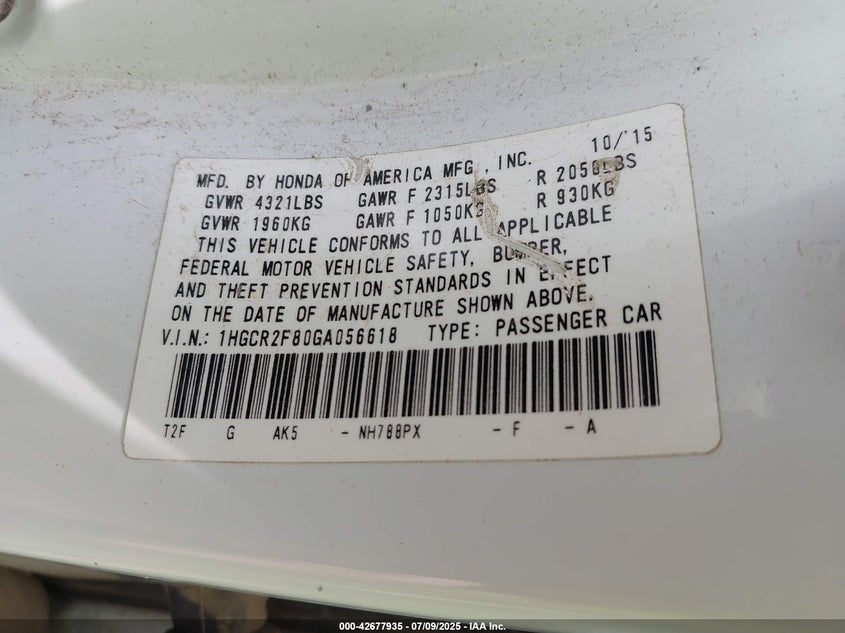 10/'15
MFD. BY HONDA OF AMERICA MFG., INC.
GVWR 4321LBS GAWR F 2315LBS R 2050LBS
GVWR 1960KG GAWR F 1050KG R 930KG
THIS VEHICLE CONFORMS TO ALL APPLICABLE
FEDERAL MOTOR VEHICLE SAFETY, BUMPER,
AND THEFT PREVENTION STANDARDS IN EFFECT
ON THE DATE OF MANUFACTURE SHOWN ABOVE.
V.I.N.: 1HGCR2F80GA056618 TYPE: PASSENGER CAR
T2F G AK5 - NH788PX - F - A
000-42677935 - 07/09/2025 - IAA Inc.